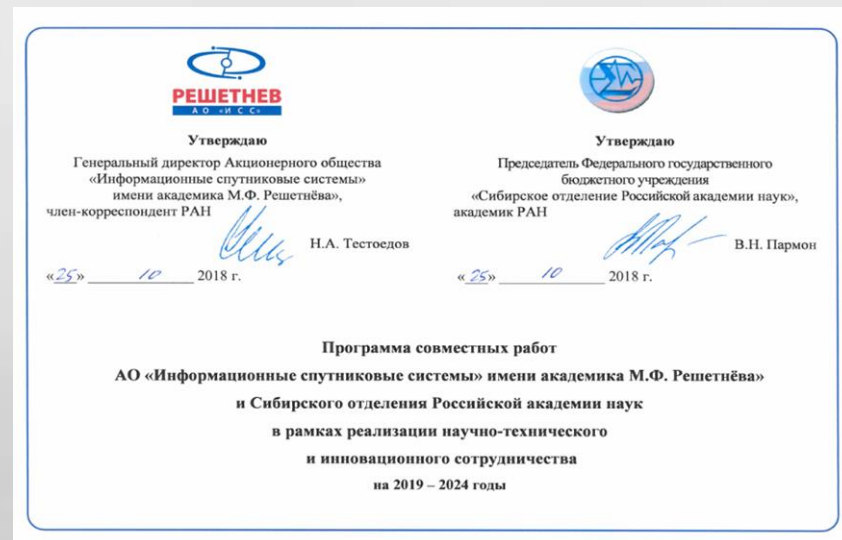 РЕШЕТНЕВ
АО «ИСС»
Утверждаю
Генеральный директор Акционерного общества
«Информационные спутниковые системы»
имени академика М.Ф. Решетнёва»,
член-корреспондент РАН
Н.А. Тестоедов
«25» 10 2018 г.
Утверждаю
Председатель Федерального государственного
бюджетного учреждения
«Сибирское отделение Российской академии наук»,
академик РАН
В.Н. Пармон
«25» 10 2018 г.
Программа совместных работ
АО «Информационные спутниковые системы» имени академика М.Ф. Решетнёва»
и Сибирского отделения Российской академии наук
в рамках реализации научно-технического
и инновационного сотрудничества
на 2019 – 2024 годы